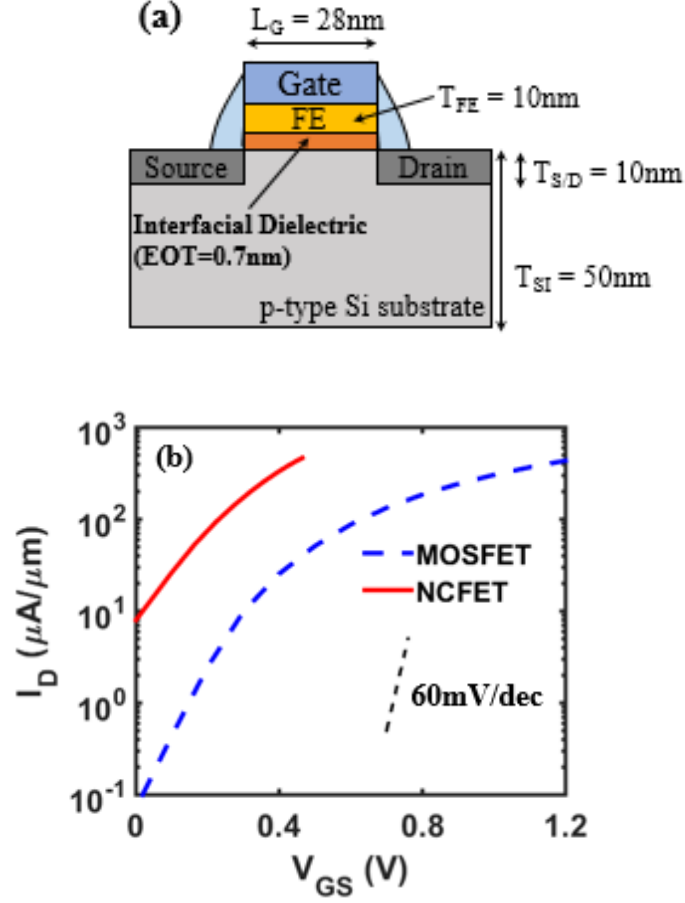 (a)
L_G = 28nm
Gate
FE
T_FE = 10nm
Source
Drain
T_S/D = 10nm
Interfacial Dielectric
(EOT=0.7nm)
T_SI = 50nm
p-type Si substrate
(b)
10^3
10^2
10^1
10^0
10^-1
I_D (μA/μm)
MOSFET
NCFET
60mV/dec
0 0.4 0.8 1.2
V_GS (V)